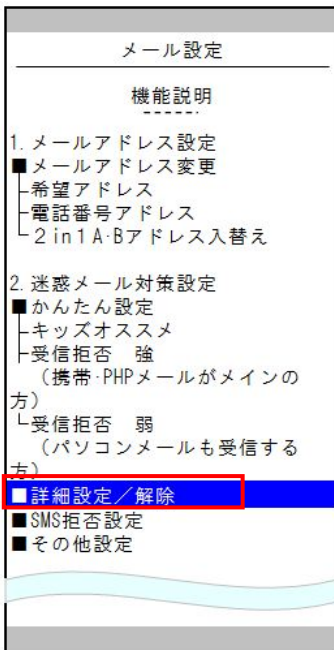 メール設定
機能説明
1.メールアドレス設定
■メールアドレス変更
├希望アドレス
├電話番号アドレス
└2in1A・Bアドレス入替え
2.迷惑メール対策設定
■かんたん設定
├キッズオススメ
├受信拒否 強
(携帯・PHPメールがメインの
方)
└受信拒否 弱
(パソコンメールも受信する
方)
■詳細設定／解除
■SMS拒否設定
■その他設定